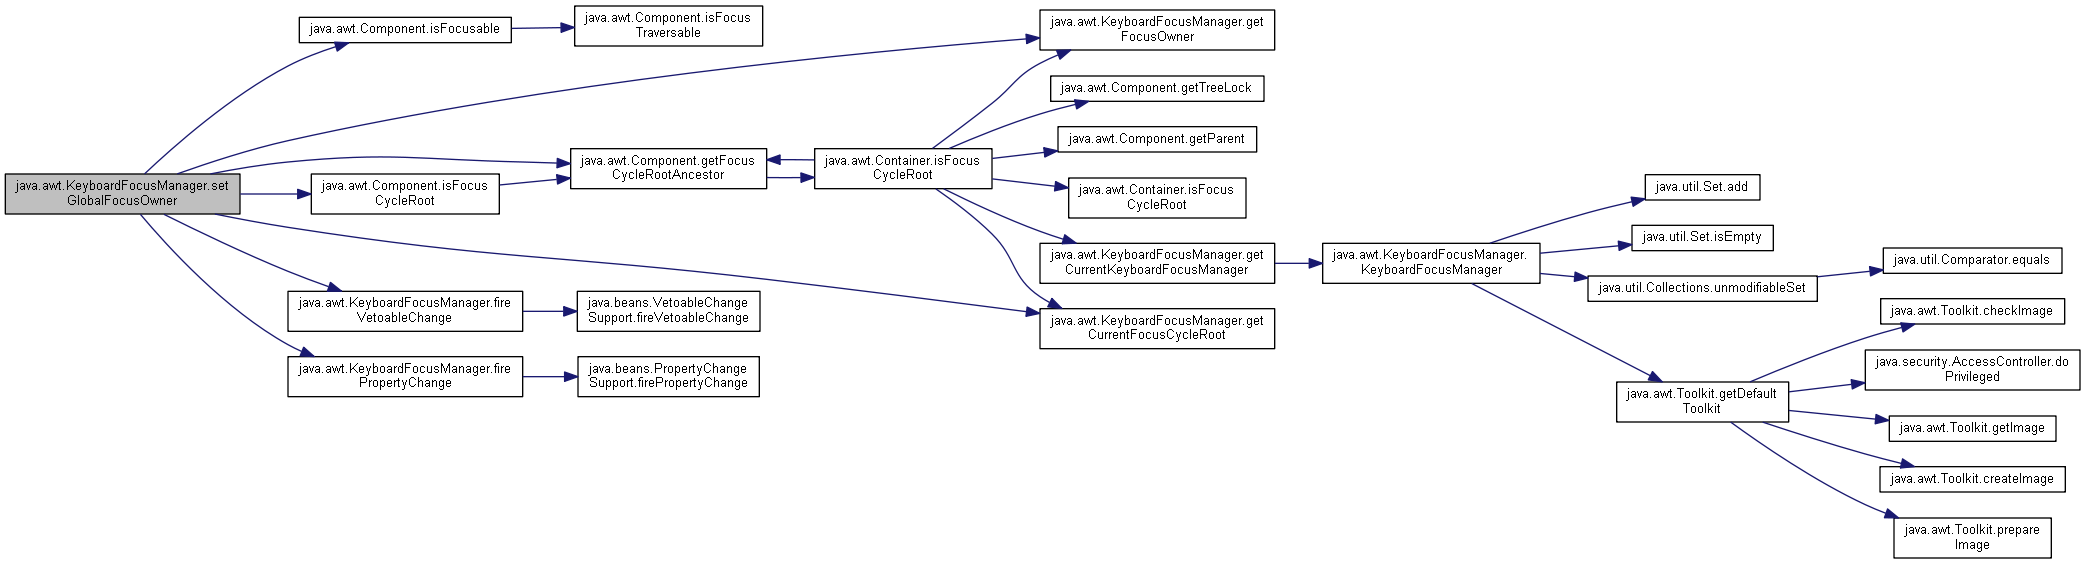 java.awt.Component.isFocusable
java.awt.Component.isFocus
Traversable
java.awt.KeyboardFocusManager.get
FocusOwner
java.awt.Component.getTreeLock
java.awt.Component.getParent
java.awt.KeyboardFocusManager.set
GlobalFocusOwner
java.awt.Component.isFocus
CycleRoot
java.awt.Component.getFocus
CycleRootAncestor
java.awt.Container.isFocus
CycleRoot
java.awt.Container.isFocus
CycleRoot
java.awt.KeyboardFocusManager.get
CurrentKeyboardFocusManager
java.awt.KeyboardFocusManager.
KeyboardFocusManager
java.util.Set.add
java.util.Set.isEmpty
java.util.Collections.unmodifiableSet
java.util.Comparator.equals
java.awt.KeyboardFocusManager.fire
VetoableChange
java.beans.VetoableChange
Support.fireVetoableChange
java.awt.KeyboardFocusManager.get
CurrentFocusCycleRoot
java.awt.KeyboardFocusManager.fire
PropertyChange
java.beans.PropertyChange
Support.firePropertyChange
java.awt.Toolkit.getDefault
Toolkit
java.awt.Toolkit.checkImage
java.security.AccessController.do
Privileged
java.awt.Toolkit.getImage
java.awt.Toolkit.createImage
java.awt.Toolkit.prepare
Image